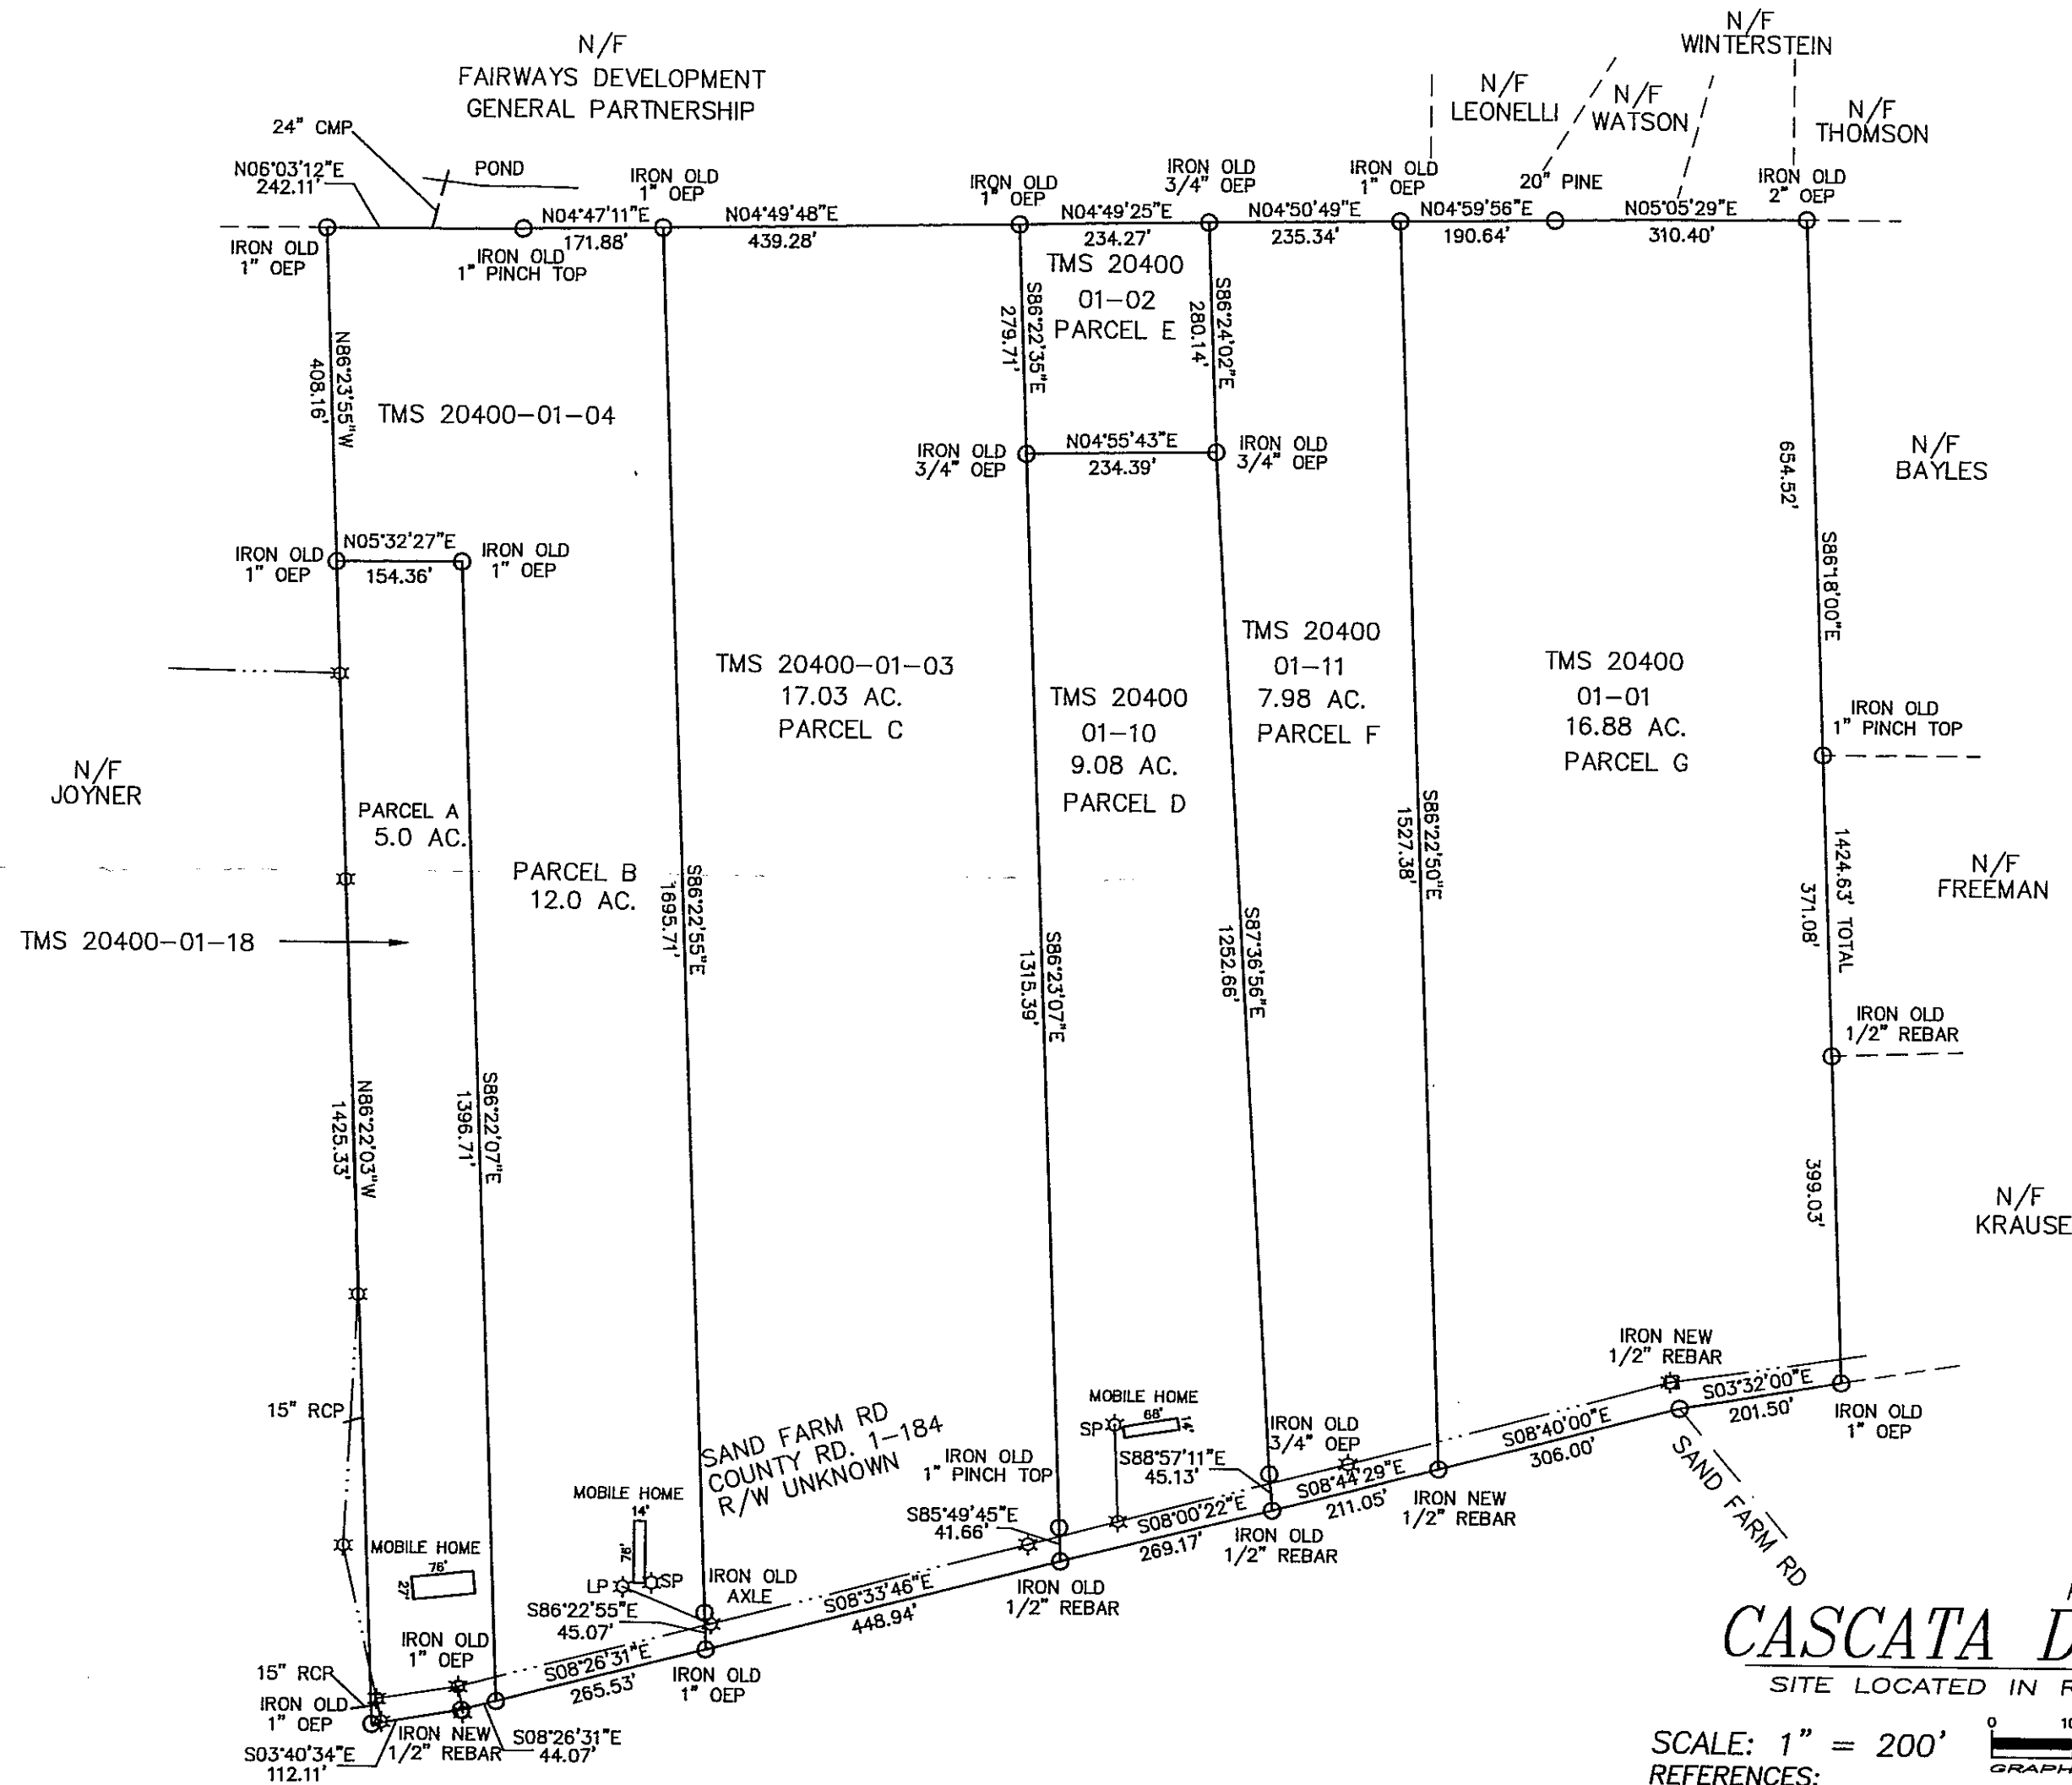 N/F
FAIRWAYS DEVELOPMENT
GENERAL PARTNERSHIP
N/F
WINTERSTEIN
N/F
LEONELLI
N/F
WATSON
N/F
THOMSON
24" CMP
N06°03'12"E
242.11'
POND
IRON OLD
1" OEP
IRON OLD
1" OEP
IRON OLD
3/4" OEP
IRON OLD
1" OEP
20" PINE
IRON OLD
2" OEP
N04°47'11"E
171.88'
N04°49'48"E
439.28'
N04°49'25"E
234.27'
N04°50'49"E
235.34'
N04°59'56"E
190.64'
N05°05'29"E
310.40'
IRON OLD
1" OEP
IRON OLD
1" PINCH TOP
TMS 20400
01-02
PARCEL E
S86°22'35"E
279.71'
S86°24'02"E
280.14'
N86°23'55"W
408.16'
TMS 20400-01-04
IRON OLD
3/4" OEP
N04°55'43"E
234.39'
IRON OLD
3/4" OEP
654.52'
S86°18'00"E
N/F
BAYLES
IRON OLD
1" OEP
N05°32'27"E
154.36'
IRON OLD
1" OEP
TMS 20400-01-03
17.03 AC.
PARCEL C
TMS 20400
01-10
9.08 AC.
PARCEL D
TMS 20400
01-11
7.98 AC.
PARCEL F
TMS 20400
01-01
16.88 AC.
PARCEL G
IRON OLD
1" PINCH TOP
N/F
JOYNER
PARCEL A
5.0 AC.
PARCEL B
12.0 AC.
S86°22'55"E
1695.71'
S86°22'50"E
1527.38'
1424.63' TOTAL
371.08'
N/F
FREEMAN
TMS 20400-01-18
S86°23'07"E
1315.39'
S87°36'56"E
1252.66'
IRON OLD
1/2" REBAR
N86°22'03"W
1425.33'
S86°22'07"E
1396.71'
399.03'
N/F
KRAUSE
15" RCP
SAND FARM RD
COUNTY RD. 1-184
R/W UNKNOWN
MOBILE HOME
68'
14'
SP
IRON OLD
3/4" OEP
IRON NEW
1/2" REBAR
S03°32'00"E
201.50'
IRON OLD
1" OEP
IRON OLD
1" PINCH TOP
S88°57'11"E
45.13'
S08°44'29"E
211.05'
S08°40'00"E
306.00'
IRON NEW
1/2" REBAR
SAND FARM RD
MOBILE HOME
14'
76'
LP
SP
S85°49'45"E
41.66'
S08°00'22"E
269.17'
IRON OLD
1/2" REBAR
MOBILE HOME
76'
27'
IRON OLD
AXLE
S86°22'55"E
45.07'
S08°33'46"E
448.94'
IRON OLD
1/2" REBAR
IRON OLD
1" OEP
S08°26'31"E
265.53'
IRON OLD
1" OEP
15" RCP
IRON OLD
1" OEP
IRON NEW
1/2" REBAR
S03°40'34"E
112.11'
S08°26'31"E
44.07'
CASCATA D
SITE LOCATED IN R
SCALE: 1" = 200'
0 10
GRAPH
REFERENCES: